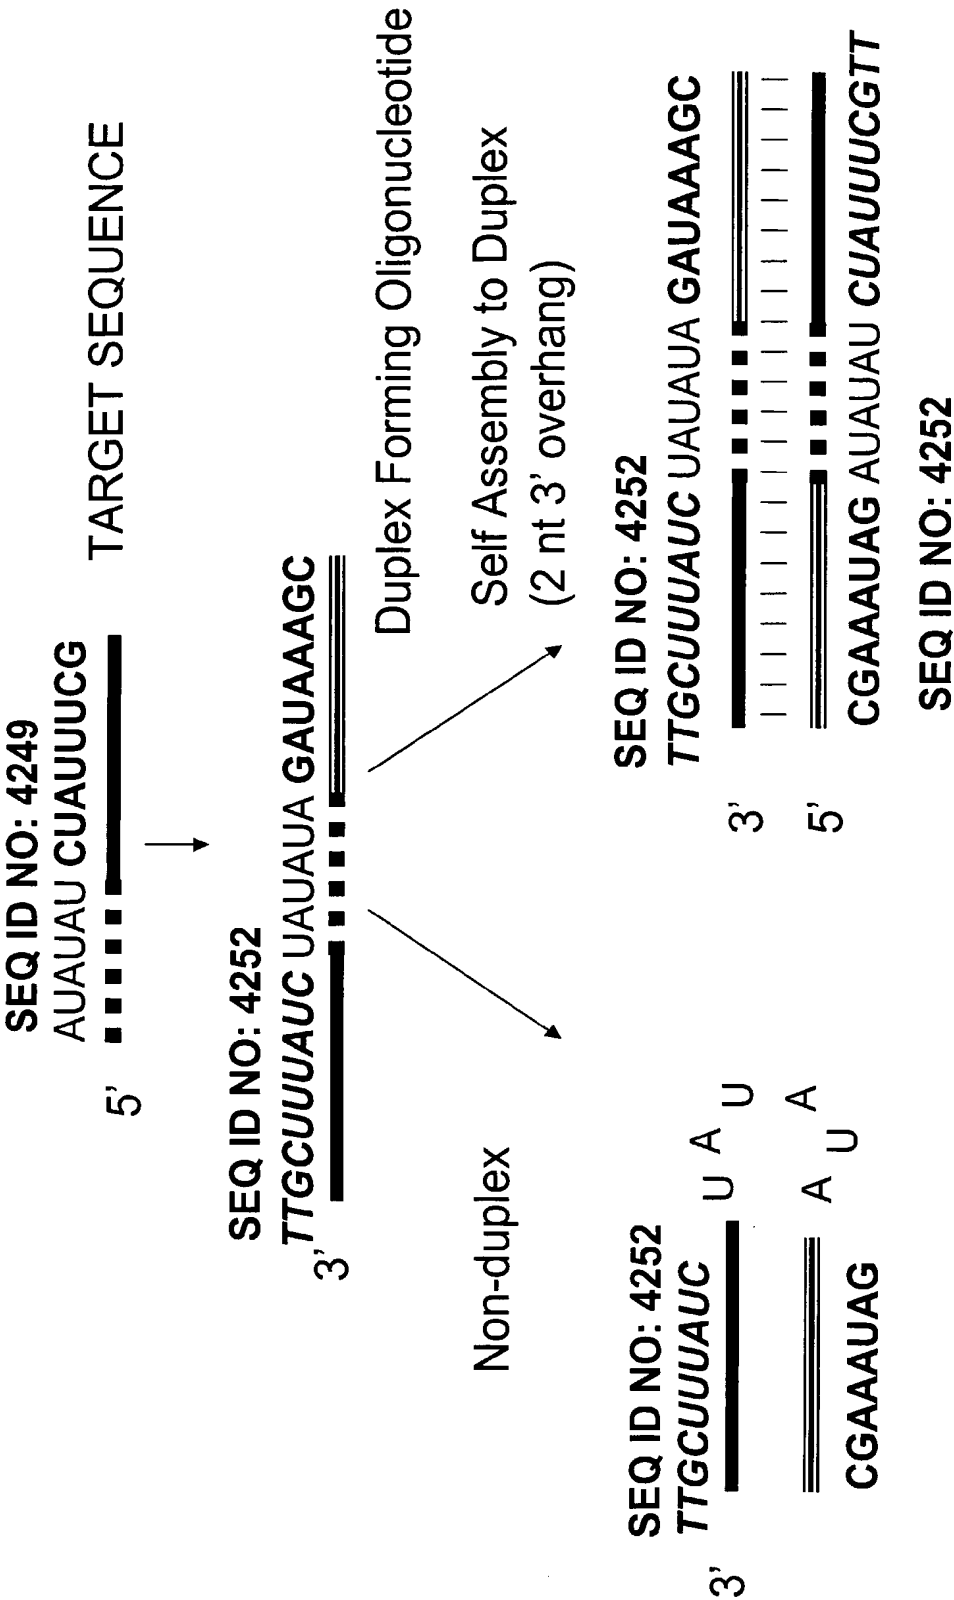 SEQ ID NO: 4249
AUAUAU CUAUUUCG
5'
TARGET SEQUENCE
SEQ ID NO: 4252
TTGCUUUAUC UAUAUA GAUAAAGC
3'
Duplex Forming Oligonucleotide
Non-duplex
Self Assembly to Duplex
(2 nt 3' overhang)
SEQ ID NO: 4252
TTGCUUUAUC
3'
U A U
A U A
CGAAAUAG
SEQ ID NO: 4252
TTGCUUUAUC UAUAUA GAUAAAGC
3'
5'
CGAAAUAG AUAUAU CUAUUUCGTT
SEQ ID NO: 4252